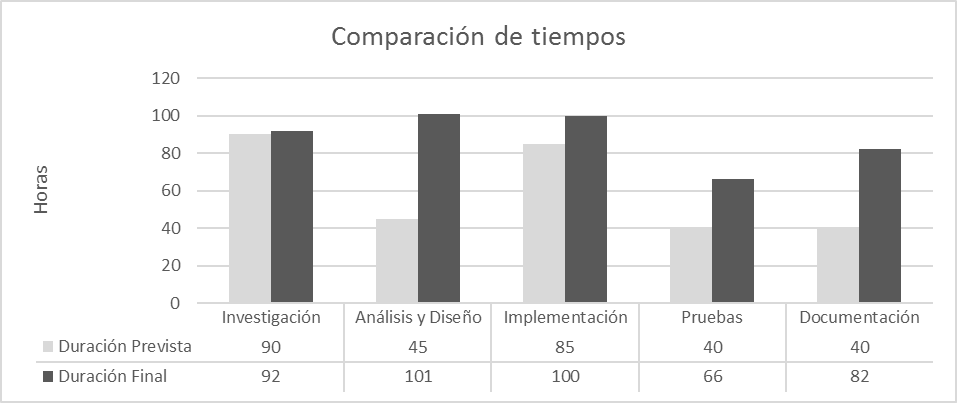 Comparación de tiempos
Horas
120
100
80
60
40
20
0
Investigación Análisis y Diseño Implementación Pruebas Documentación
Duración Prevista 90 45 85 40 40
Duración Final 92 101 100 66 82